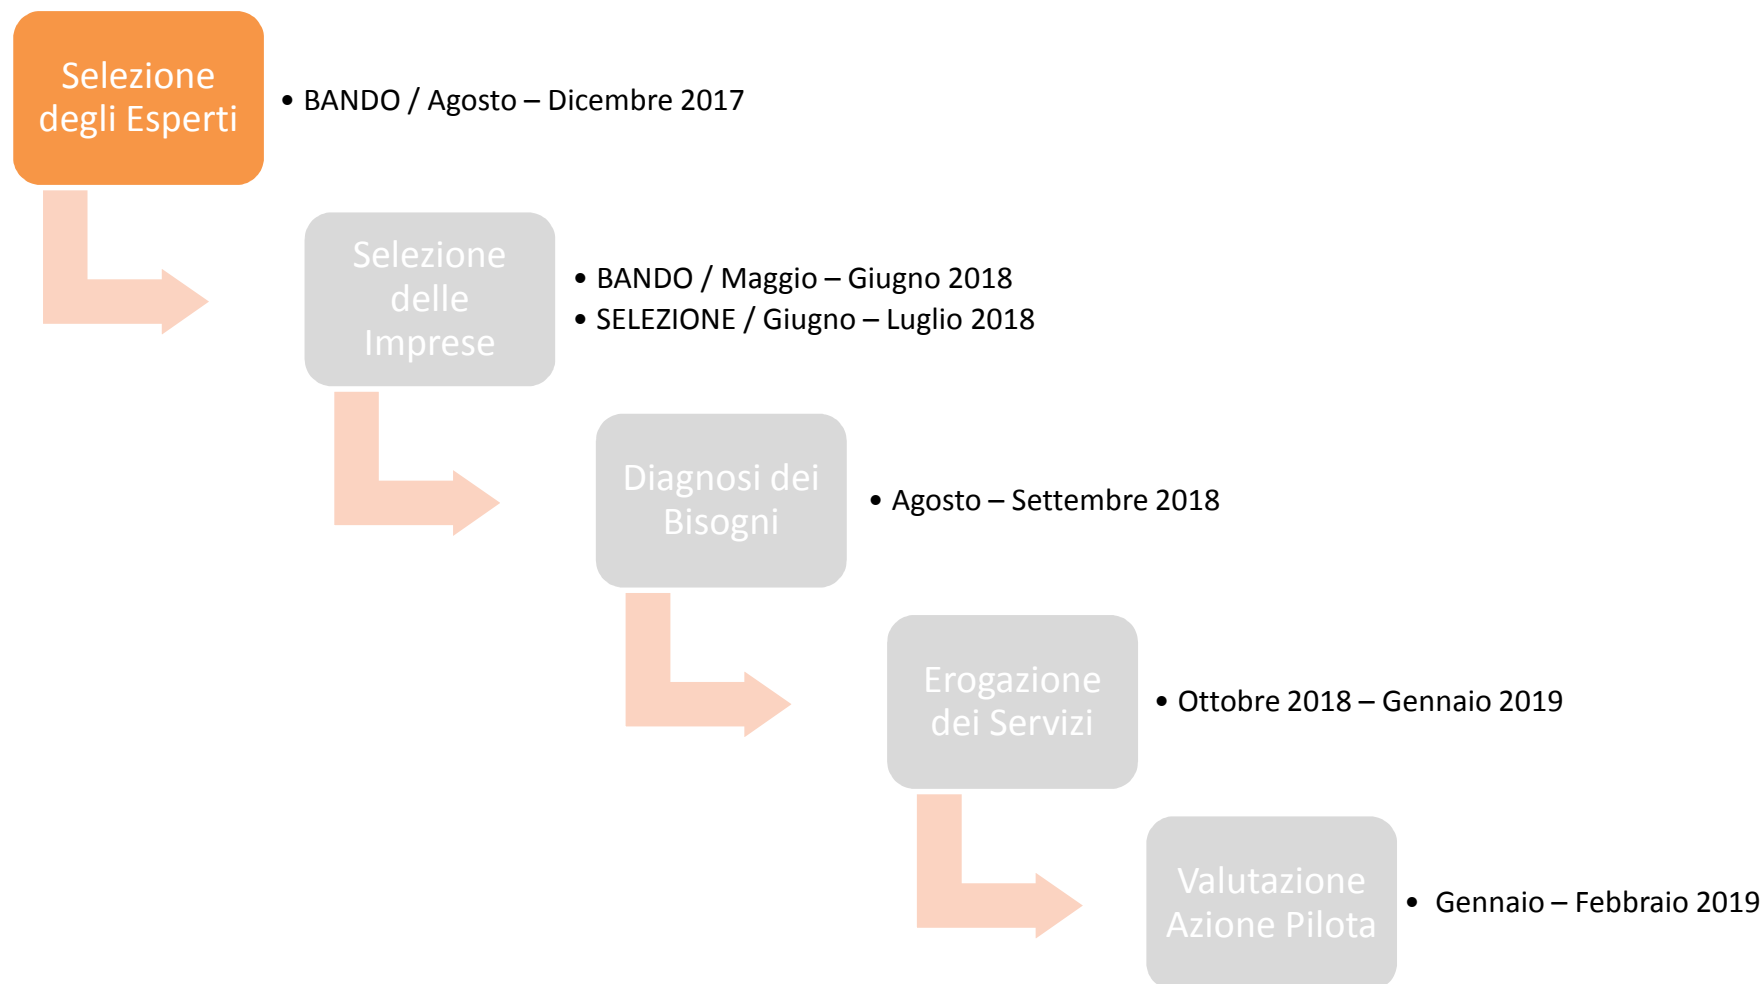 Selezione
degli Esperti
• BANDO / Agosto – Dicembre 2017
Selezione
delle
Imprese
• BANDO / Maggio – Giugno 2018
• SELEZIONE / Giugno – Luglio 2018
Diagnosi dei
Bisogni
• Agosto – Settembre 2018
Erogazione
dei Servizi
• Ottobre 2018 – Gennaio 2019
Valutazione
Azione Pilota
• Gennaio – Febbraio 2019